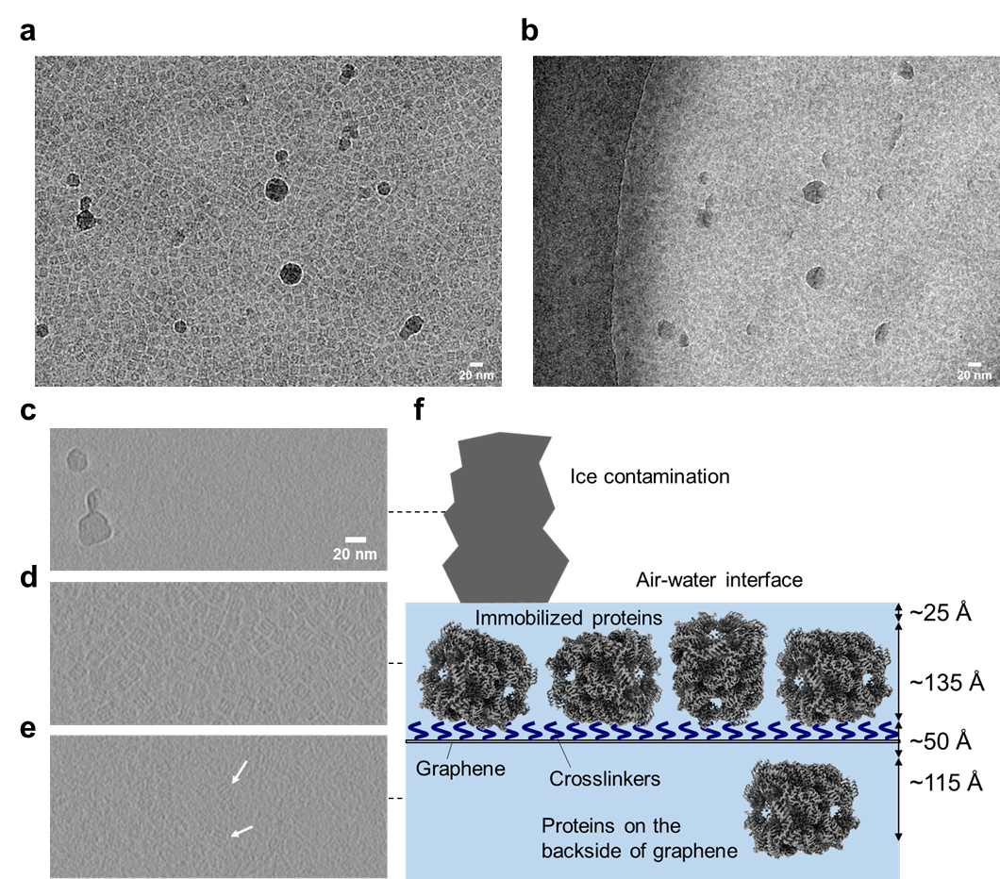 a
b
20 nm
20 nm
c
f
Ice contamination
20 nm
d
Air-water interface
Immobilized proteins
~25 Å
~135 Å
e
~50 Å
Graphene
Crosslinkers
~115 Å
Proteins on the
backside of graphene